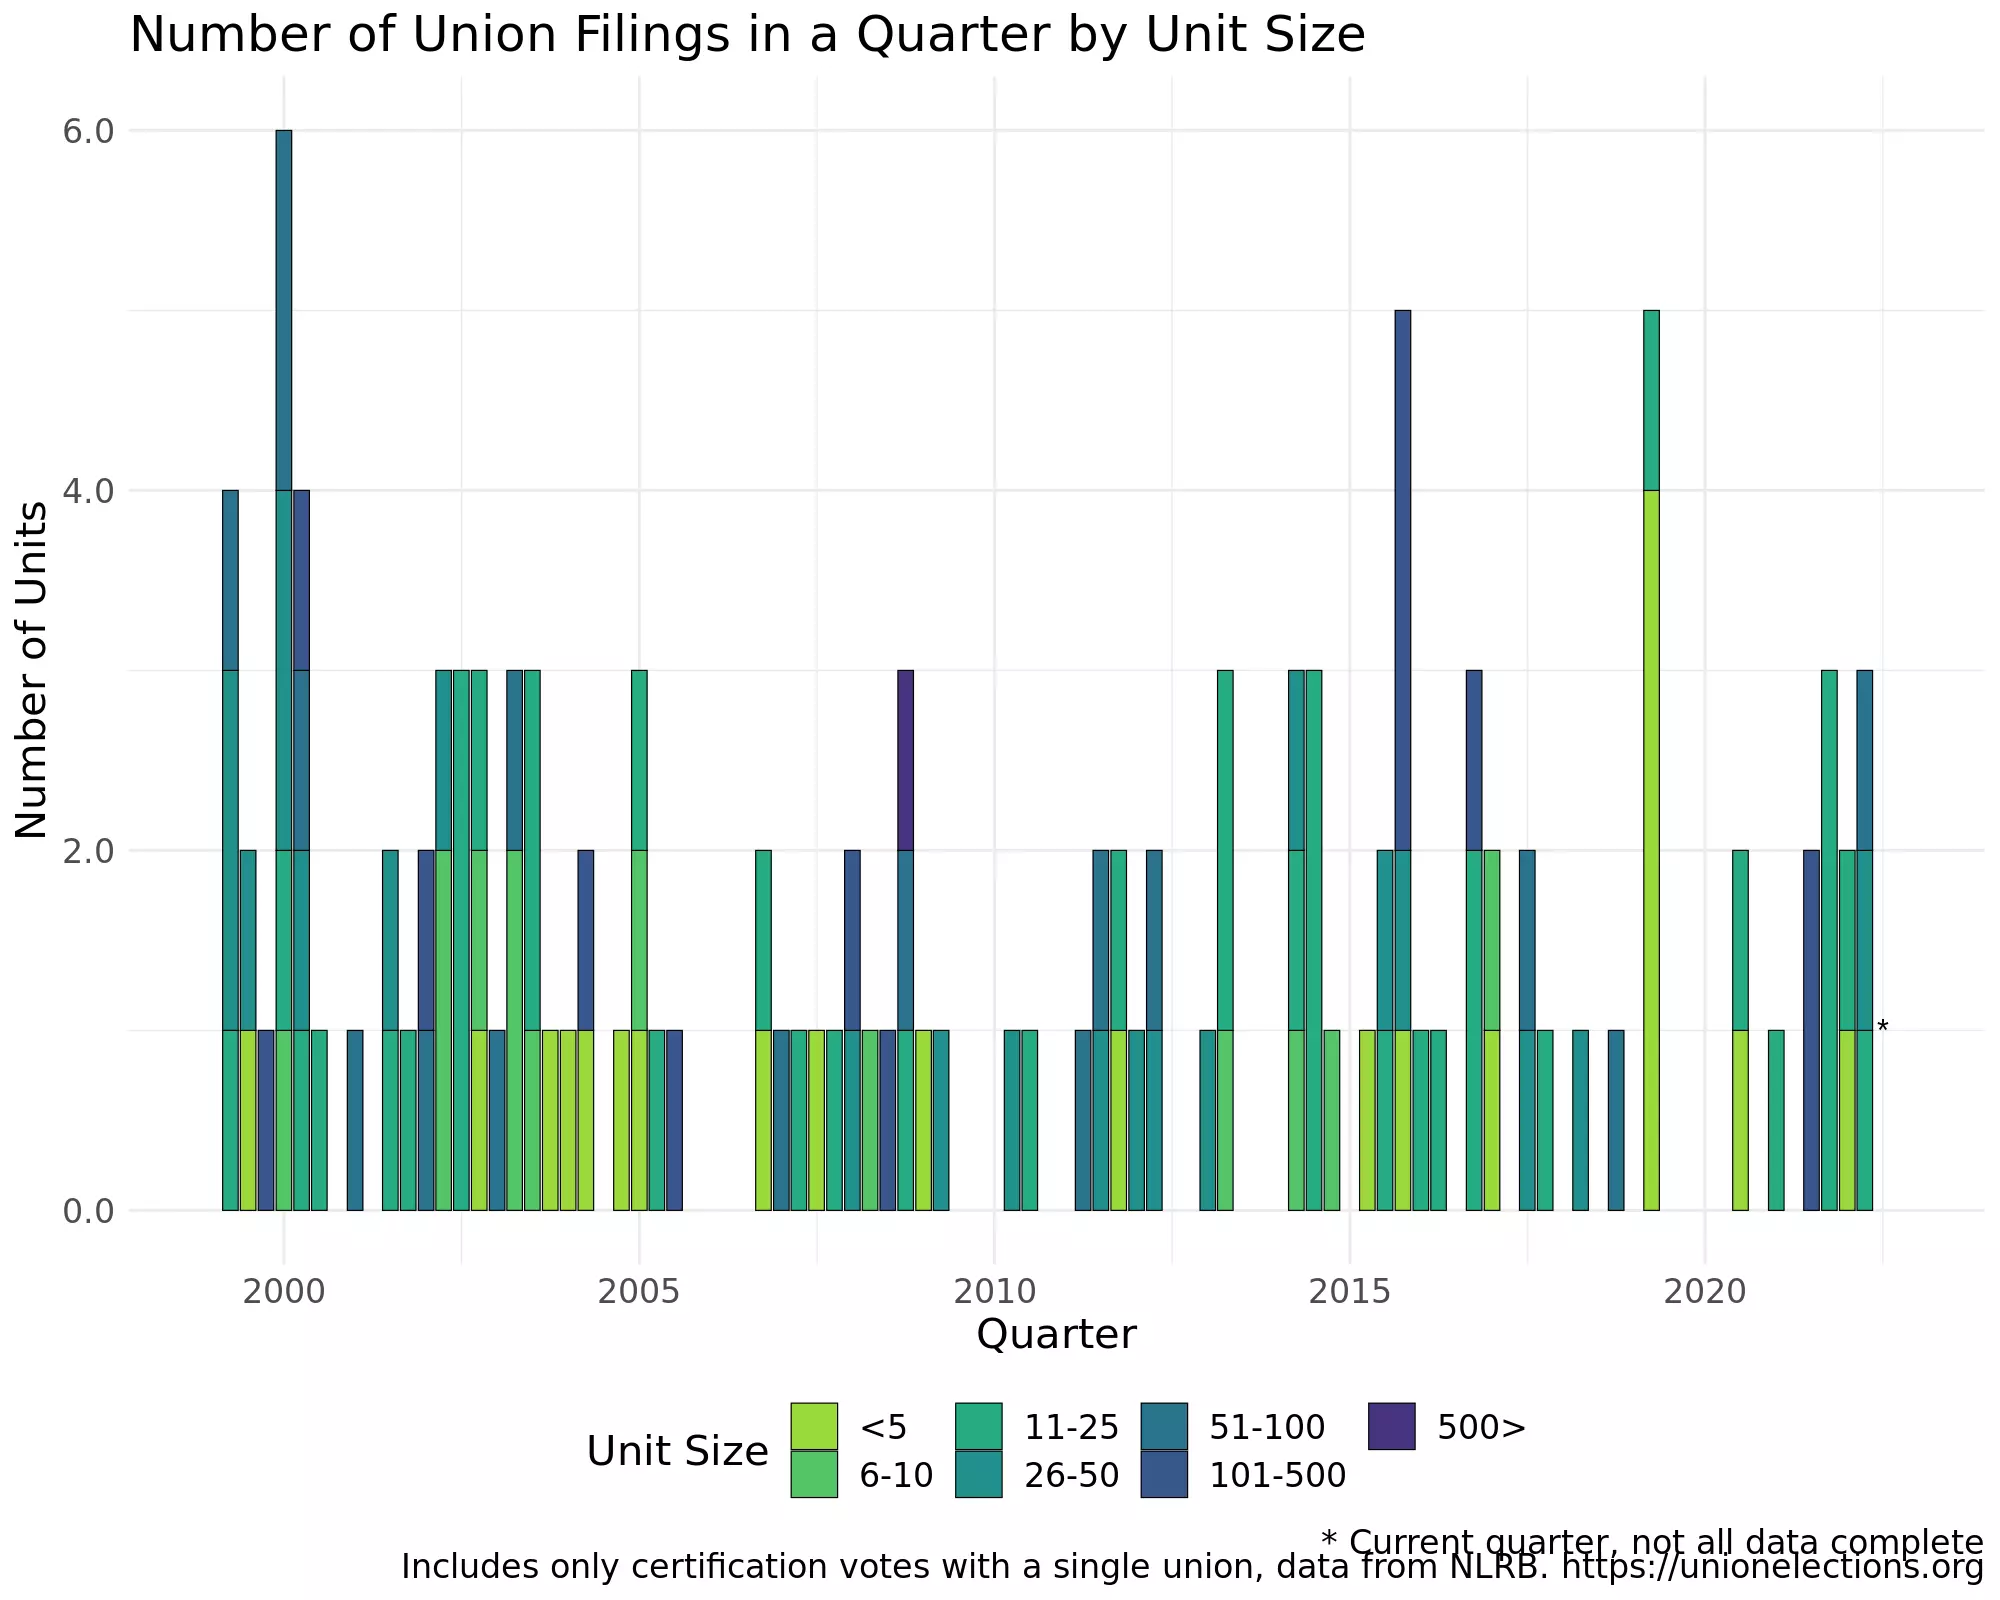 Number of Union Filings in a Quarter by Unit Size
6.0
4.0
2.0
0.0
Number of Units
*
2000 2005 2010 2015 2020
Quarter
Unit Size
<5 11-25 51-100 500>
6-10 26-50 101-500
* Current quarter, not all data complete
Includes only certification votes with a single union, data from NLRB. https://unionelections.org